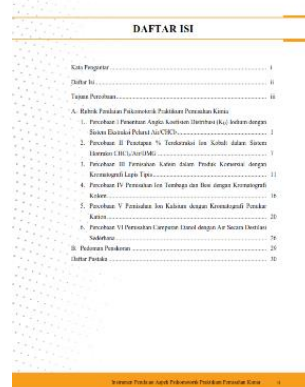 DAFTAR ISI
Kata Pengantar ........ i
Daftar Isi ........ ii
Tujuan Percobaan ........ iii
A. Rubrik Penilaian Psikomotorik Praktikum Pemisahan Kimia
1. Percobaan I Penentuan Angka Koefisien Distribusi (KD) Iodium dengan
Sistem Ekstraksi Pelarut Air/CHCl₃ ........ 1
2. Percobaan II Penetapan % Terekstraksi Ion Kobalt dalam Sistem
Ekstraksi CHCl₃/Air/DMG ........ 7
3. Percobaan III Pemisahan Kation dalam Produk Komersial dengan
Kromatografi Lapis Tipis ........ 11
4. Percobaan IV Pemisahan Ion Tembaga dan Besi dengan Kromatografi
Kolom ........ 16
5. Percobaan V Pemisahan Ion Kalsium dengan Kromatografi Penukar
Kation ........ 20
6. Percobaan VI Pemisahan Campuran Etanol dengan Air Secara Destilasi
Sederhana ........ 26
B. Pedoman Penskoran ........ 29
Daftar Pustaka ........ 30
Instrumen Penilaian Aspek Psikomotorik Praktikum Pemisahan Kimia ii